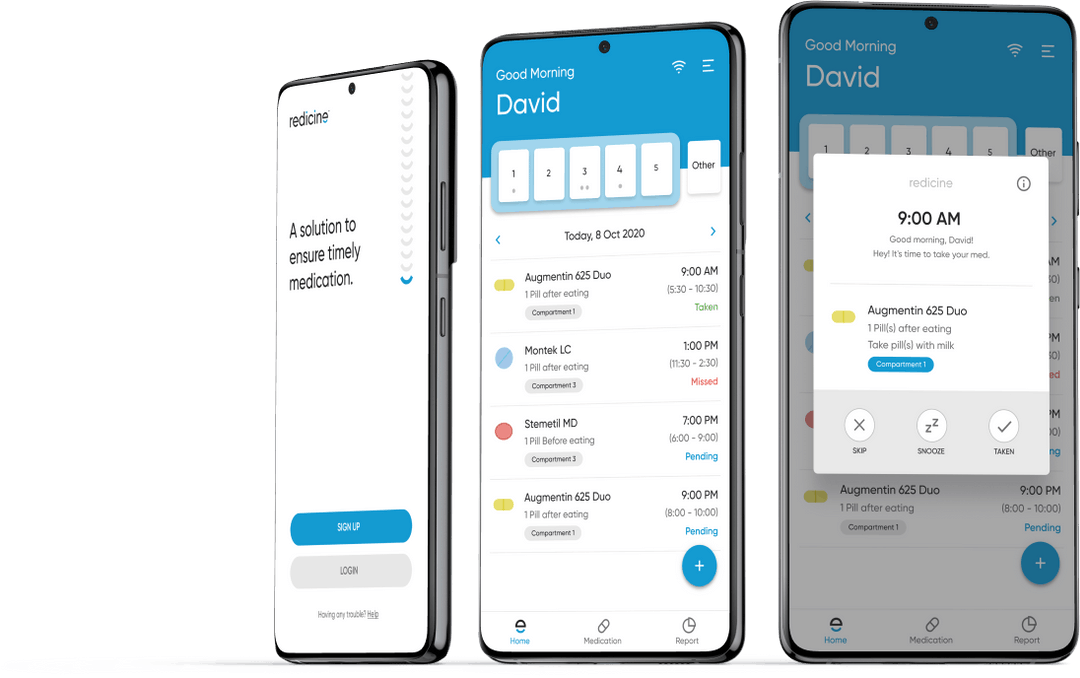 redicine
A solution to
ensure timely
medication.
SIGN UP
LOGIN
Having any trouble? Help
Good Morning
David
1
2
3
4
5
Other
Today, 8 Oct 2020
Augmentin 625 Duo
9:00 AM
1 Pill after eating
(5:30 - 10:30)
Compartment 1
Taken
Montek LC
1:00 PM
1 Pill after eating
(11:30 - 2:30)
Compartment 3
Missed
Stemetil MD
7:00 PM
1 Pill Before eating
(6:00 - 9:00)
Compartment 3
Pending
Augmentin 625 Duo
9:00 PM
1 Pill after eating
(8:00 - 10:00)
Compartment 1
Pending
+
Home
Medication
Report
Good Morning
David
1
2
3
4
5
Other
redicine
9:00 AM
Good morning, David!
Hey! It's time to take your med.
Augmentin 625 Duo
1 Pill(s) after eating
Take pill(s) with milk
Compartment 1
zzZ
SKIP
SNOOZE
TAKEN
Augmentin 625 Duo
9:00 PM
1 Pill after eating
(8:00 - 10:00)
Compartment 1
Pending
+
Home
Medication
Report